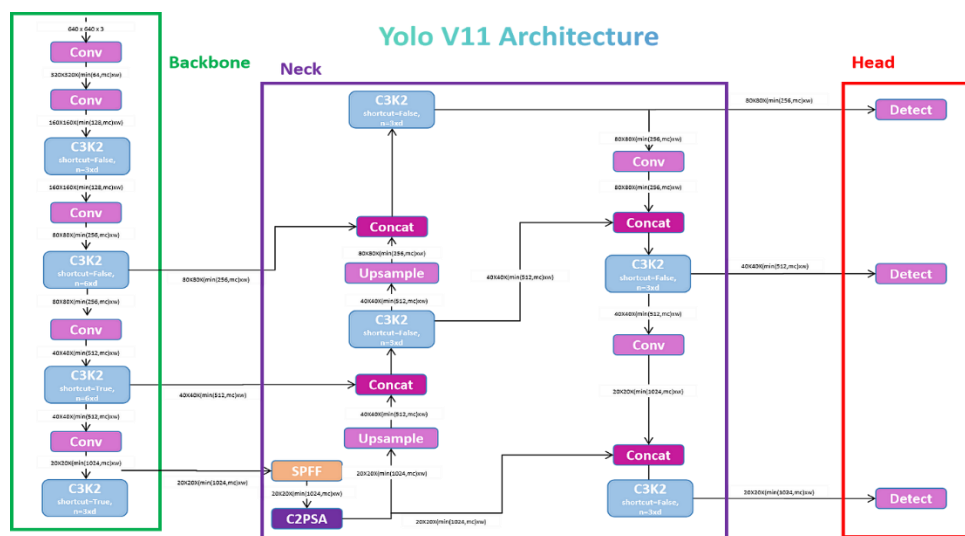 Yolo V11 Architecture
Backbone
640 x 640 x 3
Conv
320X320X(min(64,mc)xw)
Conv
160X160X(min(128,mc)xw)
C3K2
shortcut=False,
n=3xd
160X160X(min(128,mc)xw)
Conv
80X80X(min(256,mc)xw)
C3K2
shortcut=False,
n=6xd
80X80X(min(256,mc)xw)
Conv
40X40X(min(512,mc)xw)
C3K2
shortcut=True,
n=6xd
40X40X(min(512,mc)xw)
Conv
20X20X(min(1024,mc)xw)
C3K2
shortcut=True,
n=3xd
Neck
C3K2
shortcut=False,
n=3xd
Concat
80X80X(min(256,mc)xw)
80X80X(min(256,mc)xw)
Upsample
40X40X(min(512,mc)xw)
C3K2
shortcut=False,
n=3xd
Concat
40X40X(min(512,mc)xw)
40X40X(min(512,mc)xw)
Upsample
20X20X(min(1024,mc)xw)
SPFF
20X20X(min(1024,mc)xw)
20X20X(min(1024,mc)xw)
C2PSA
20X20X(min(1024,mc)xw)
80X80X(min(256,mc)xw)
Conv
80X80X(min(256,mc)xw)
Concat
40X40X(min(512,mc)xw)
C3K2
shortcut=False,
n=3xd
40X40X(min(512,mc)xw)
Conv
20X20X(min(1024,mc)xw)
Concat
C3K2
shortcut=False,
n=3xd
Head
80X80X(min(256,mc)xw)
Detect
40X40X(min(512,mc)xw)
Detect
20X20X(min(1024,mc)xw)
Detect